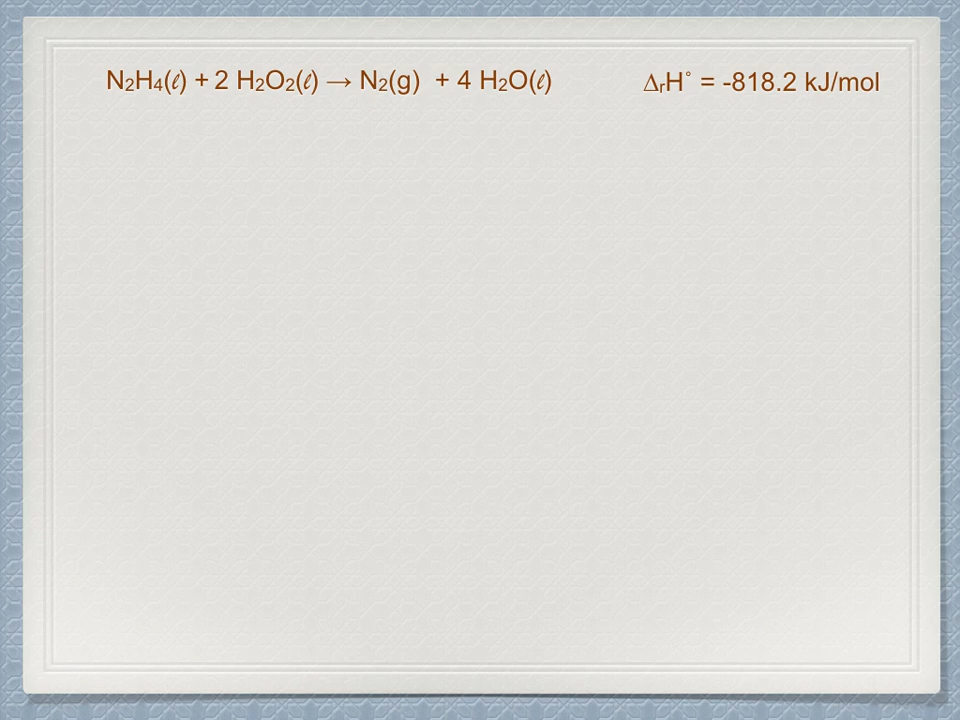 N₂H₄(ℓ) + 2 H₂O₂(ℓ) → N₂(g) + 4 H₂O(ℓ) ΔᵣH˚ = -818.2 kJ/mol